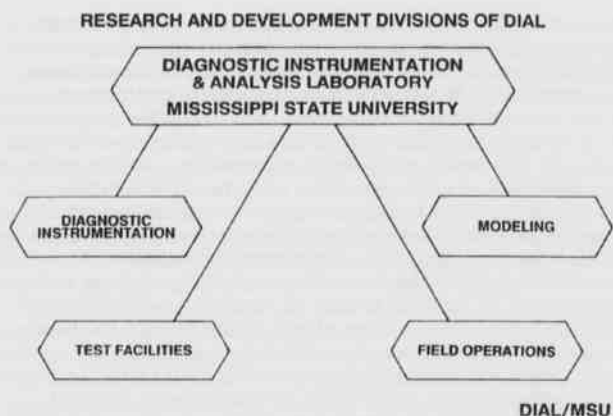 RESEARCH AND DEVELOPMENT DIVISIONS OF DIAL
DIAGNOSTIC INSTRUMENTATION
& ANALYSIS LABORATORY
MISSISSIPPI STATE UNIVERSITY
DIAGNOSTIC
INSTRUMENTATION
MODELING
TEST FACILITIES
FIELD OPERATIONS
DIAL/MSU